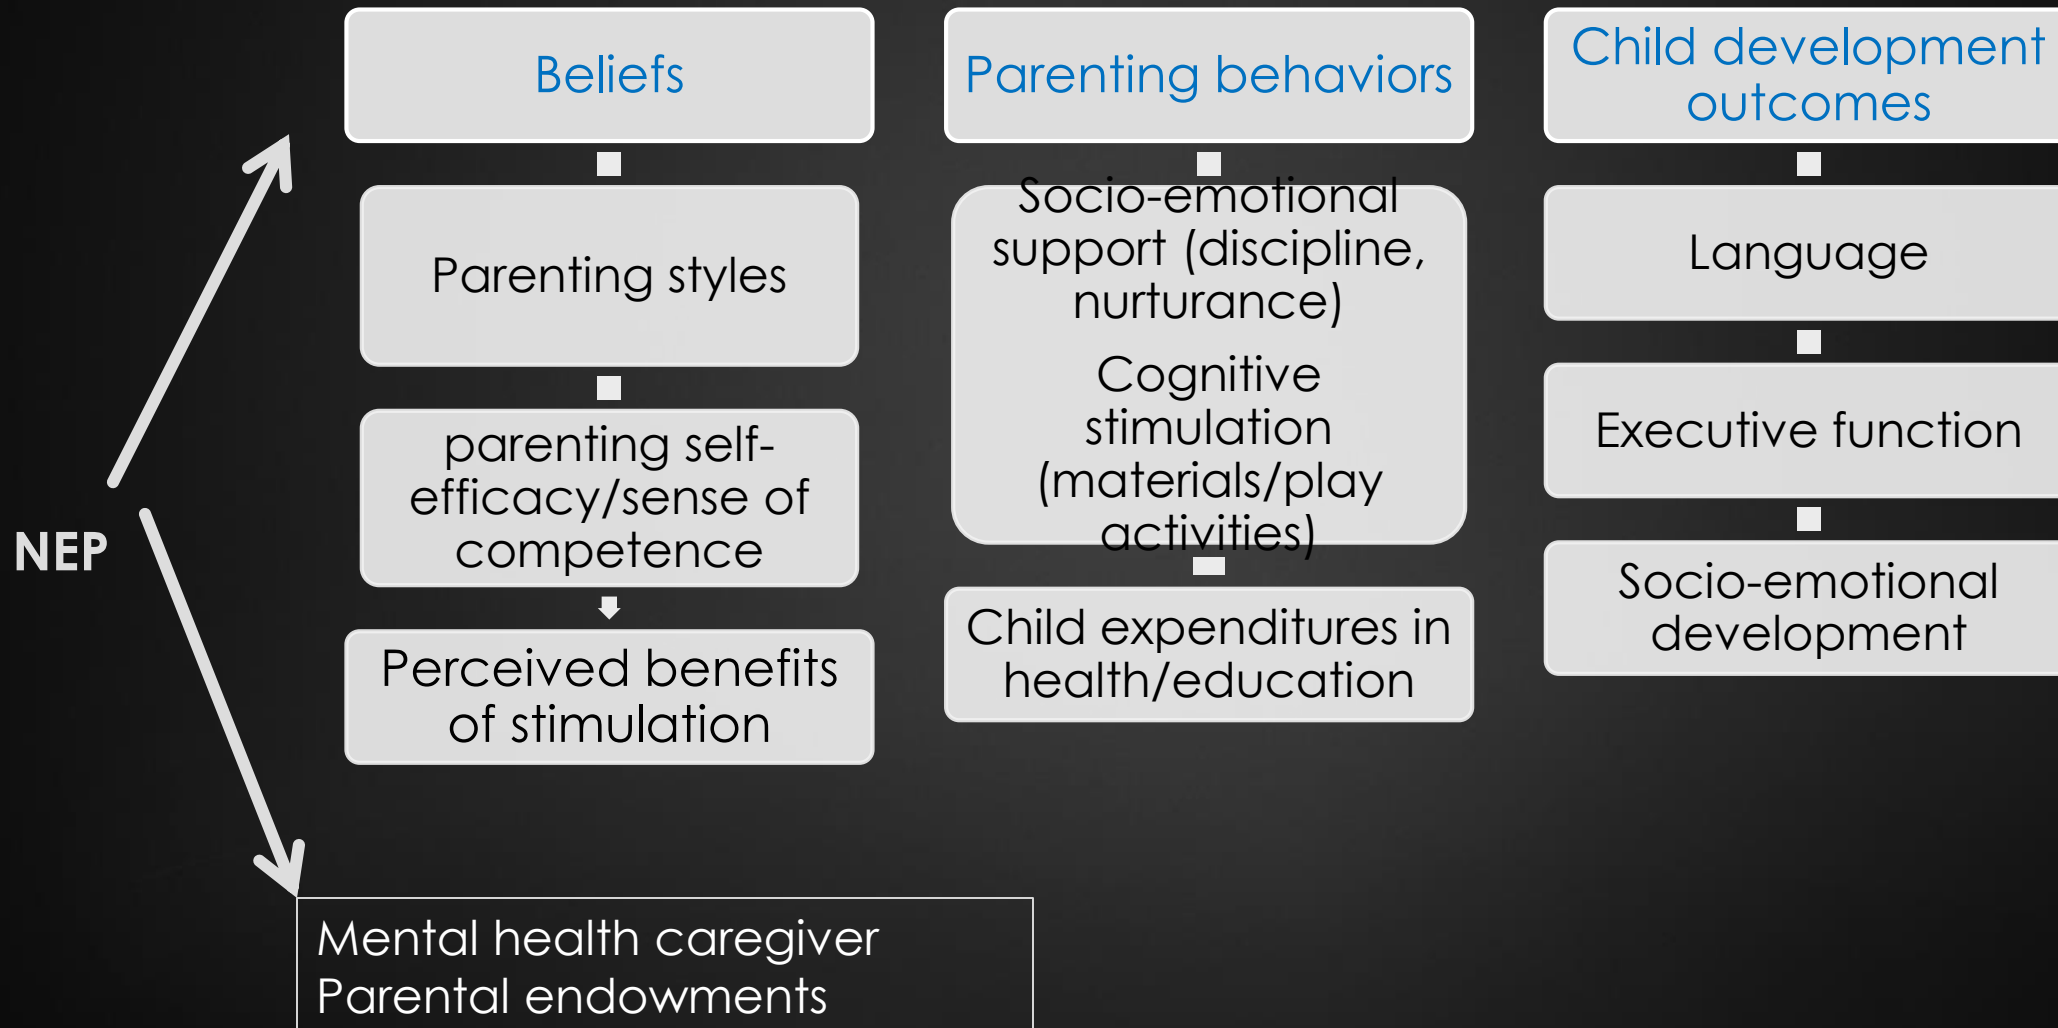 Beliefs
Parenting styles
parenting self-
efficacy/sense of
competence
Perceived benefits
of stimulation
Parenting behaviors
Socio-emotional
support (discipline,
nurturance)
Cognitive
stimulation
(materials/play
activities)
Child expenditures in
health/education
Child development
outcomes
Language
Executive function
Socio-emotional
development
NEP
Mental health caregiver
Parental endowments